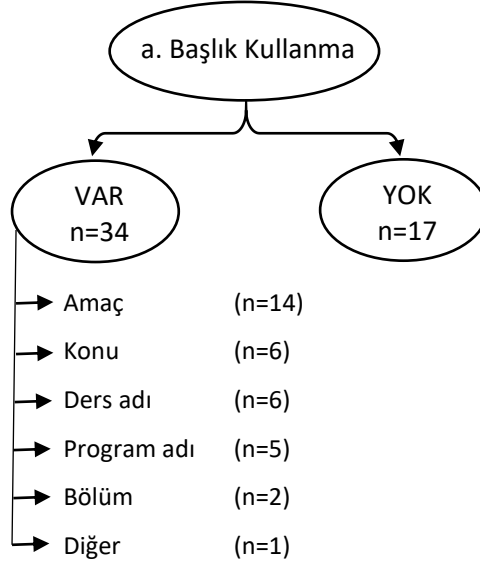 a. Başlık Kullanma
VAR
n=34
YOK
n=17
Amaç (n=14)
Konu (n=6)
Ders adı (n=6)
Program adı (n=5)
Bölüm (n=2)
Diğer (n=1)